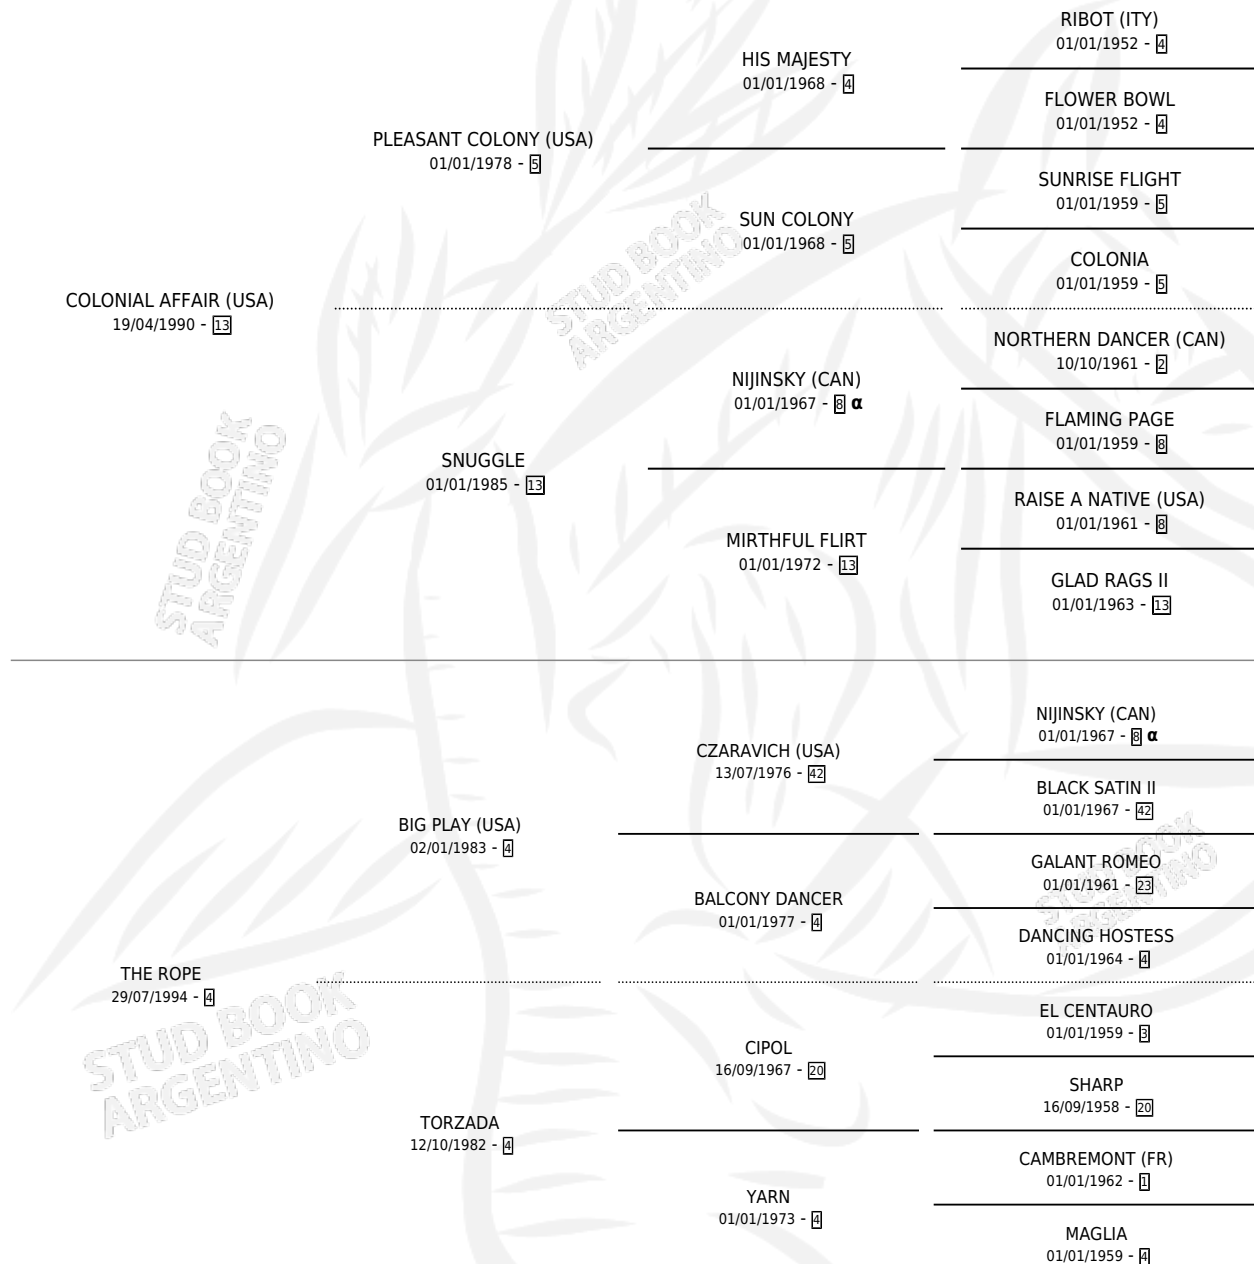 RIBOT (ITY)
01/01/1952 - 4
HIS MAJESTY
01/01/1968 - 4
FLOWER BOWL
01/01/1952 - 4
PLEASANT COLONY (USA)
01/01/1978 - 5
SUNRISE FLIGHT
01/01/1959 - 5
SUN COLONY
01/01/1968 - 5
COLONIA
01/01/1959 - 5
COLONIAL AFFAIR (USA)
19/04/1990 - 13
NORTHERN DANCER (CAN)
10/10/1961 - 2
NIJINSKY (CAN)
01/01/1967 - 8 α
FLAMING PAGE
01/01/1959 - 8
SNUGGLE
01/01/1985 - 13
RAISE A NATIVE (USA)
01/01/1961 - 8
MIRTHFUL FLIRT
01/01/1972 - 13
GLAD RAGS II
01/01/1963 - 13
NIJINSKY (CAN)
01/01/1967 - 8 α
CZARAVICH (USA)
13/07/1976 - 42
BLACK SATIN II
01/01/1967 - 42
BIG PLAY (USA)
02/01/1983 - 4
GALANT ROMEO
01/01/1961 - 23
BALCONY DANCER
01/01/1977 - 4
DANCING HOSTESS
01/01/1964 - 4
THE ROPE
29/07/1994 - 4
EL CENTAURO
01/01/1959 - 3
CIPOL
16/09/1967 - 20
SHARP
16/09/1958 - 20
TORZADA
12/10/1982 - 4
CAMBREMONT (FR)
01/01/1962 - 1
YARN
01/01/1973 - 4
MAGLIA
01/01/1959 - 4
STUD BOOK
ARGENTINO
STUD BOOK
ARGENTINO
STUD BOOK
ARGENTINO
STUD BOOK
ARGENTINO